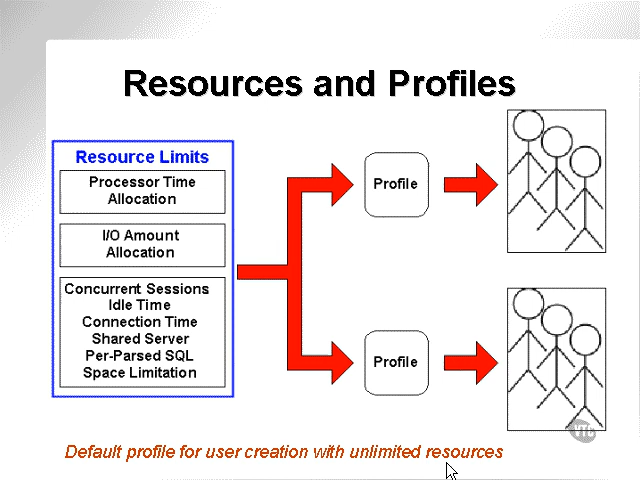 Resources and Profiles
Resource Limits
Processor Time
Allocation
I/O Amount
Allocation
Concurrent Sessions
Idle Time
Connection Time
Shared Server
Per-Parsed SQL
Space Limitation
Profile
Profile
VTC
Default profile for user creation with unlimited resources